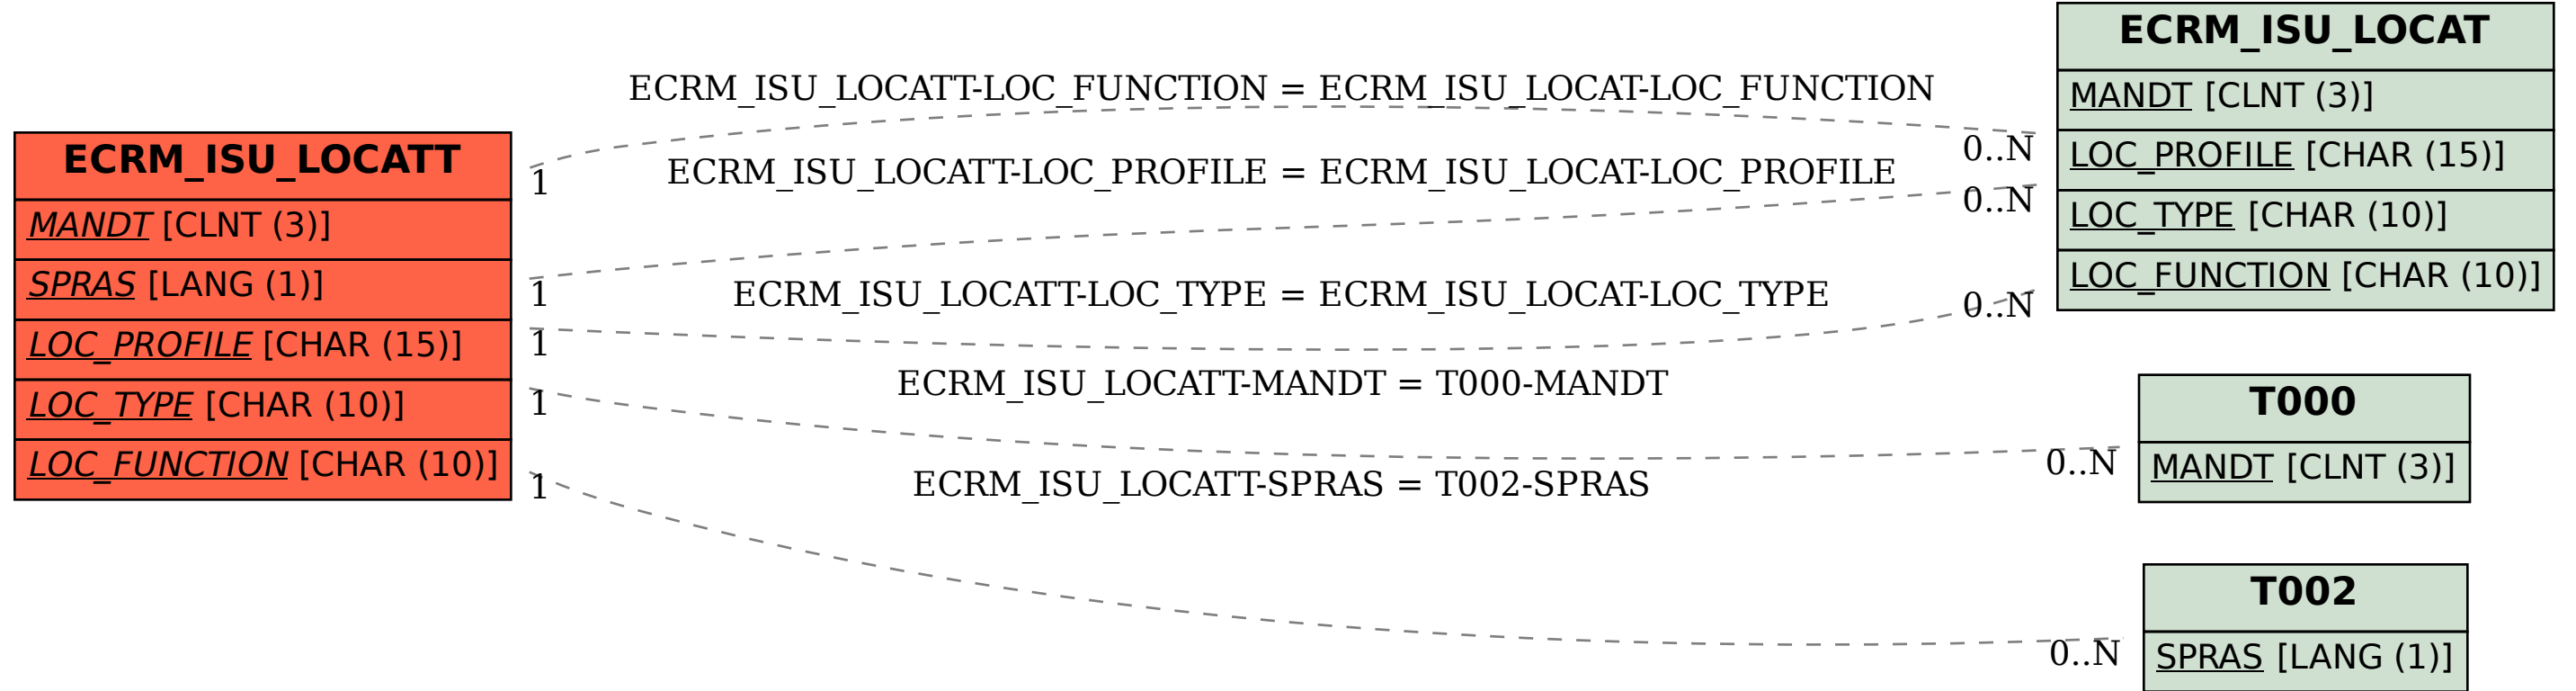 ECRM_ISU_LOCATT
MANDT [CLNT (3)]
SPRAS [LANG (1)]
LOC_PROFILE [CHAR (15)]
LOC_TYPE [CHAR (10)]
LOC_FUNCTION [CHAR (10)]
ECRM_ISU_LOCATT-LOC_FUNCTION = ECRM_ISU_LOCAT-LOC_FUNCTION
1
0..N
ECRM_ISU_LOCATT-LOC_PROFILE = ECRM_ISU_LOCAT-LOC_PROFILE
1
0..N
ECRM_ISU_LOCATT-LOC_TYPE = ECRM_ISU_LOCAT-LOC_TYPE
1
0..N
ECRM_ISU_LOCATT-MANDT = T000-MANDT
1
0..N
ECRM_ISU_LOCATT-SPRAS = T002-SPRAS
1
0..N
ECRM_ISU_LOCAT
MANDT [CLNT (3)]
LOC_PROFILE [CHAR (15)]
LOC_TYPE [CHAR (10)]
LOC_FUNCTION [CHAR (10)]
T000
MANDT [CLNT (3)]
T002
SPRAS [LANG (1)]